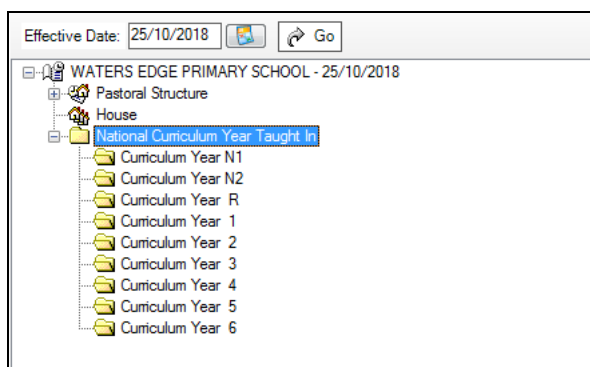 Effective Date: 25/10/2018 Go
WATERS EDGE PRIMARY SCHOOL - 25/10/2018
Pastoral Structure
House
National Curriculum Year Taught In
Curriculum Year N1
Curriculum Year N2
Curriculum Year R
Curriculum Year 1
Curriculum Year 2
Curriculum Year 3
Curriculum Year 4
Curriculum Year 5
Curriculum Year 6